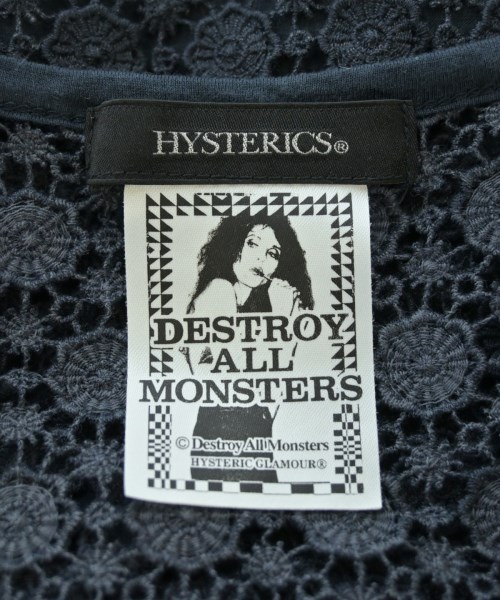 HYSTERICS®
DESTROY
ALL
MONSTERS
© Destroy All Monsters
HYSTERIC GLAMOUR®